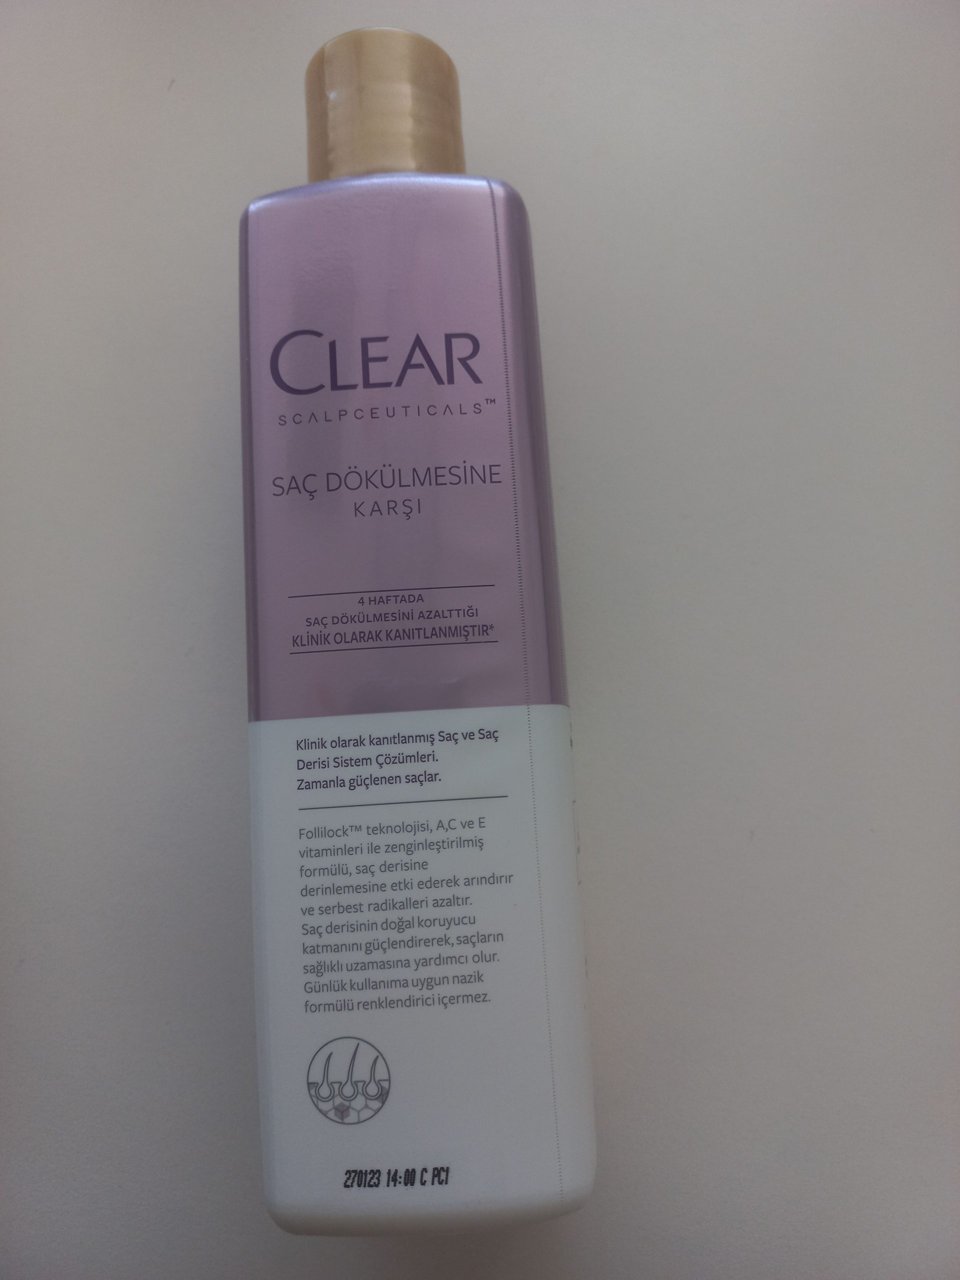 CLEAR
SCALPCEUTICALS™
SAÇ DÖKÜLMESİNE
KARŞI
4 HAFTADA
SAÇ DÖKÜLMESİNİ AZALTTIĞI
KLİNİK OLARAK KANITLANMIŞTIR*
Klinik olarak kanıtlanmış Saç ve Saç
Derisi Sistem Çözümleri.
Zamanla güçlenen saçlar.
Follilock™ teknolojisi, A,C ve E
vitaminleri ile zenginleştirilmiş
formülü, saç derisine
derinlemesine etki ederek arındırır
ve serbest radikalleri azaltır.
Saç derisinin doğal koruyucu
katmanını güçlendirerek, saçların
sağlıklı uzamasına yardımcı olur.
Günlük kullanıma uygun nazik
formülü renklendirici içermez.
270123 14:00 C PC1